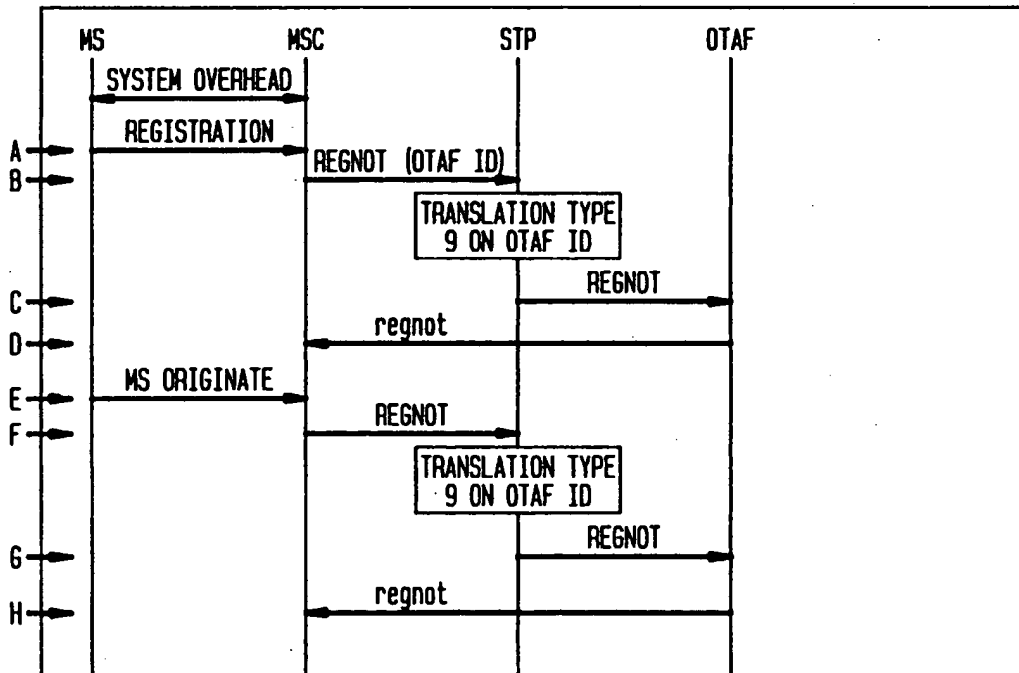 MS MSC STP OTAF
SYSTEM OVERHEAD
A REGISTRATION
B REGNOT (OTAF ID)
TRANSLATION TYPE
9 ON OTAF ID
C REGNOT
D regnot
E MS ORIGINATE
F REGNOT
TRANSLATION TYPE
9 ON OTAF ID
G REGNOT
H regnot